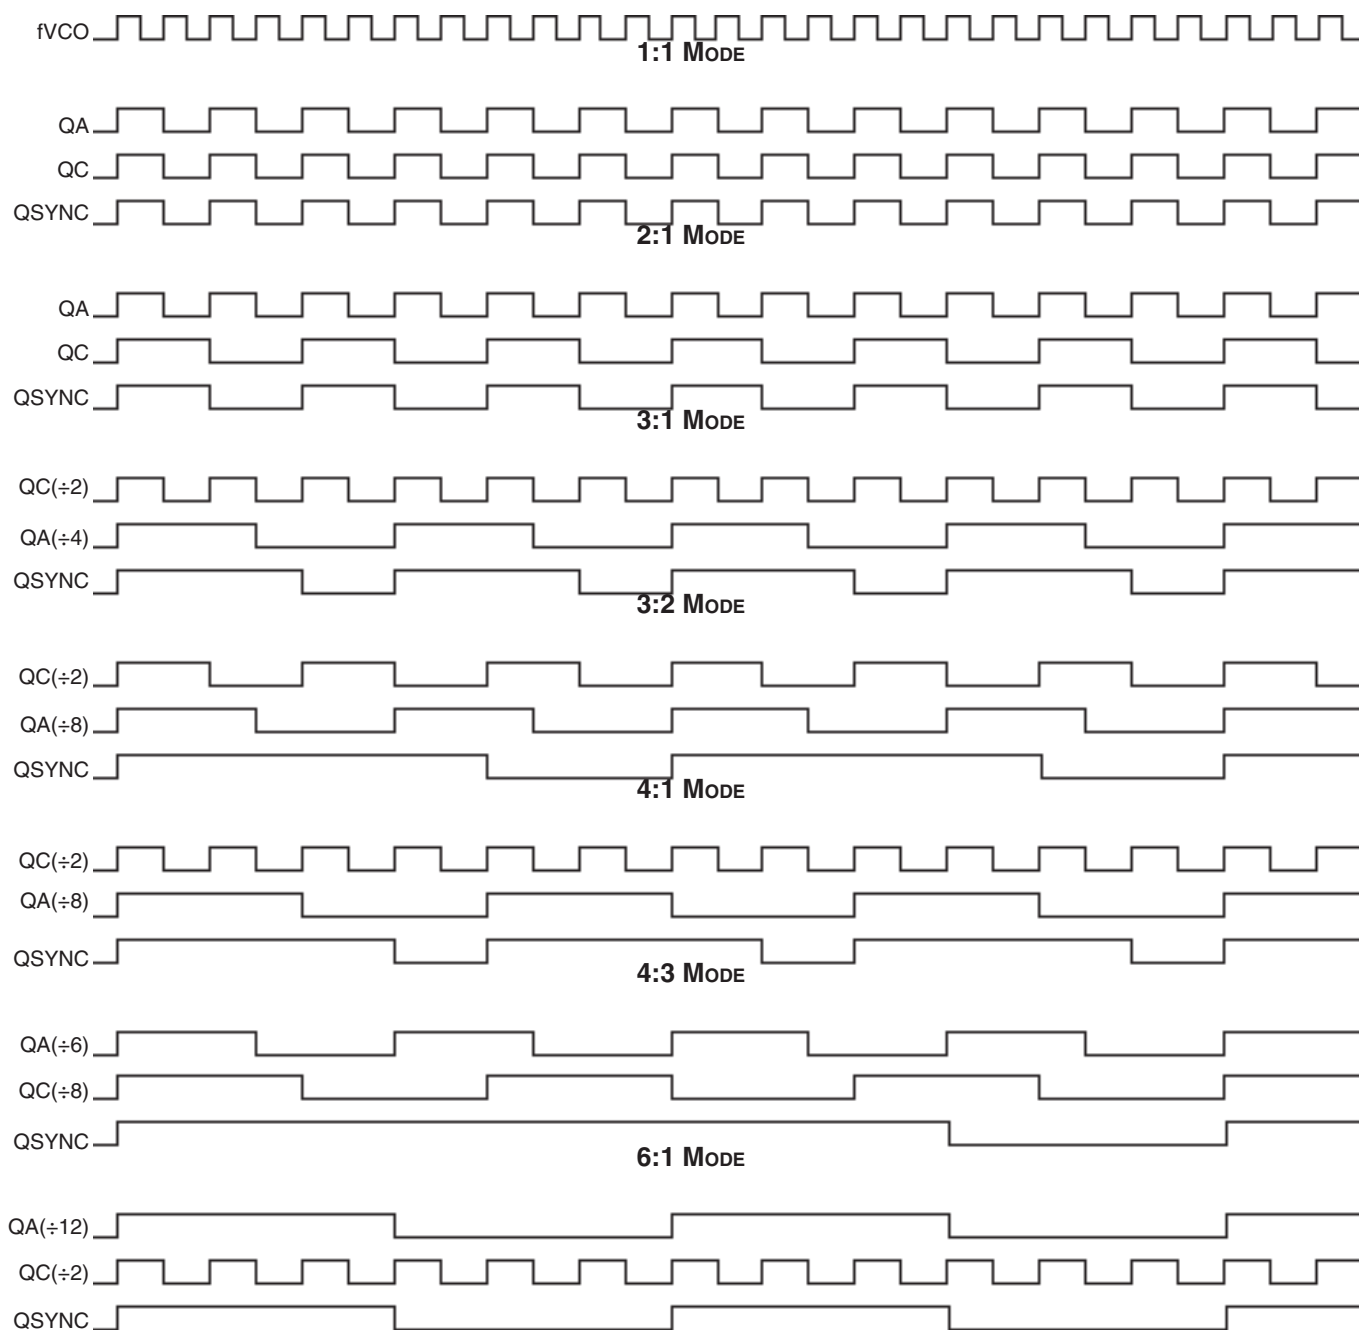 fVCO
1:1 MODE
QA
QC
QSYNC
2:1 MODE
QA
QC
QSYNC
3:1 MODE
QC(÷2)
QA(÷4)
QSYNC
3:2 MODE
QC(÷2)
QA(÷8)
QSYNC
4:1 MODE
QC(÷2)
QA(÷8)
QSYNC
4:3 MODE
QA(÷6)
QC(÷8)
QSYNC
6:1 MODE
QA(÷12)
QC(÷2)
QSYNC